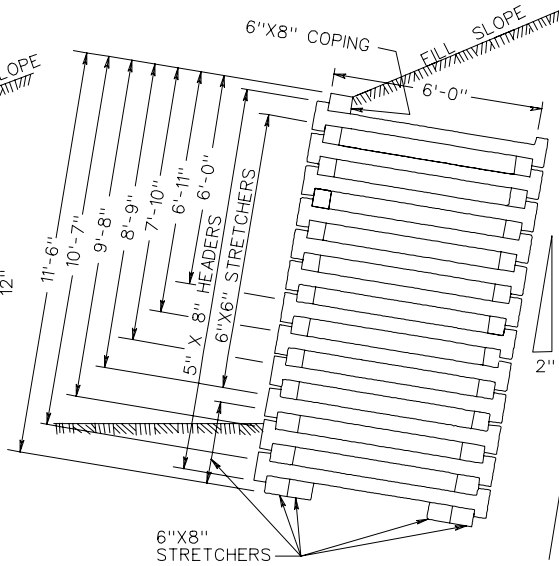 6"X8" COPING
FILL SLOPE
LOPE
6'-0"
6'-0"
6'-11"
7'-10"
8'-9"
9'-8"
10'-7"
11'-6"
12"
5" X 8" HEADERS
6"X6" STRETCHERS
2"
6"X8"
STRETCHERS